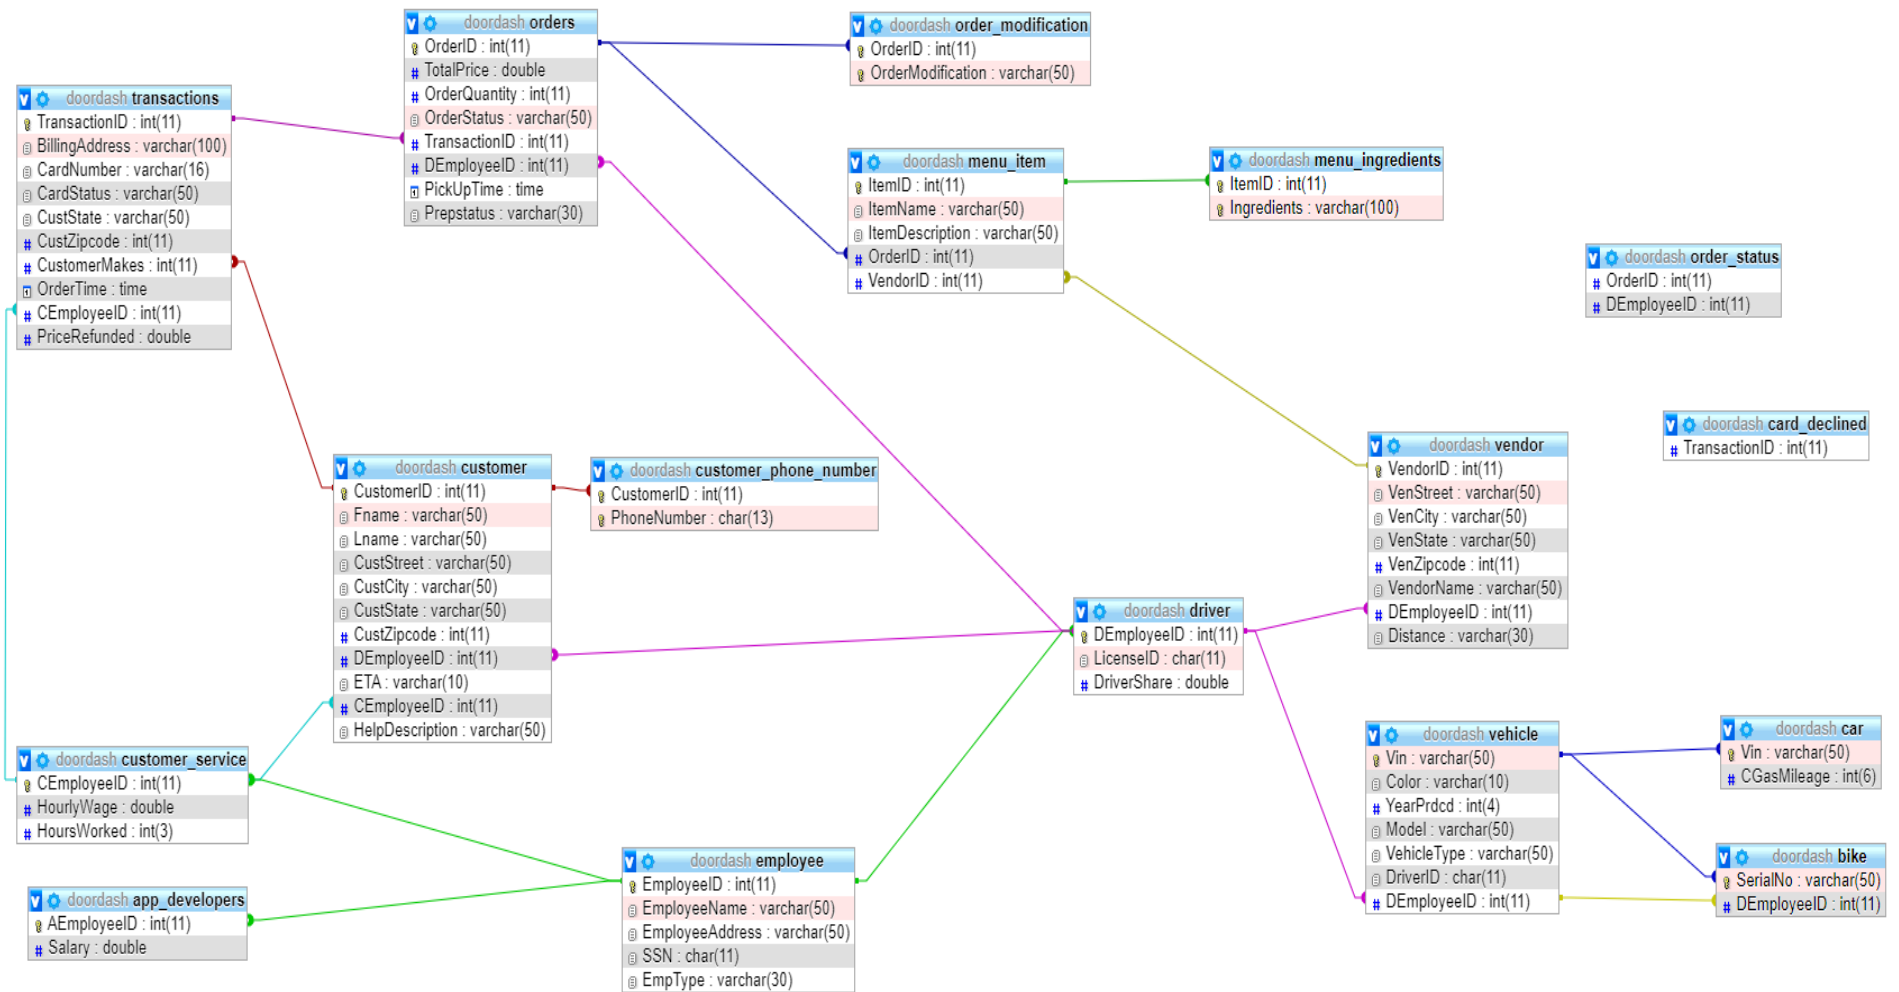 doordash orders
OrderID : int(11)
TotalPrice : double
OrderQuantity : int(11)
OrderStatus : varchar(50)
TransactionID : int(11)
DEmployeeID : int(11)
PickUpTime : time
Prepstatus : varchar(30)
doordash order_modification
OrderID : int(11)
OrderModification : varchar(50)
doordash transactions
TransactionID : int(11)
BillingAddress : varchar(100)
CardNumber : varchar(16)
CardStatus : varchar(50)
CustState : varchar(50)
CustZipcode : int(11)
CustomerMakes : int(11)
OrderTime : time
CEmployeeID : int(11)
PriceRefunded : double
doordash menu_item
ItemID : int(11)
ItemName : varchar(50)
ItemDescription : varchar(50)
OrderID : int(11)
VendorID : int(11)
doordash menu_ingredients
ItemID : int(11)
Ingredients : varchar(100)
doordash order_status
OrderID : int(11)
DEmployeeID : int(11)
doordash card_declined
TransactionID : int(11)
doordash vendor
VendorID : int(11)
VenStreet : varchar(50)
VenCity : varchar(50)
VenState : varchar(50)
VenZipcode : int(11)
VendorName : varchar(50)
DEmployeeID : int(11)
Distance : varchar(30)
doordash customer
CustomerID : int(11)
Fname : varchar(50)
Lname : varchar(50)
CustStreet : varchar(50)
CustCity : varchar(50)
CustState : varchar(50)
CustZipcode : int(11)
DEmployeeID : int(11)
ETA : varchar(10)
CEmployeeID : int(11)
HelpDescription : varchar(50)
doordash customer_phone_number
CustomerID : int(11)
PhoneNumber : char(13)
doordash driver
DEmployeeID : int(11)
LicenseID : char(11)
DriverShare : double
doordash vehicle
Vin : varchar(50)
Color : varchar(10)
YearPrdcd : int(4)
Model : varchar(50)
VehicleType : varchar(50)
DriverID : char(11)
DEmployeeID : int(11)
doordash car
Vin : varchar(50)
CGasMileage : int(6)
doordash bike
SerialNo : varchar(50)
DEmployeeID : int(11)
doordash customer_service
CEmployeeID : int(11)
HourlyWage : double
HoursWorked : int(3)
doordash employee
EmployeeID : int(11)
EmployeeName : varchar(50)
EmployeeAddress : varchar(50)
SSN : char(11)
EmpType : varchar(30)
doordash app_developers
AEmployeeID : int(11)
Salary : double